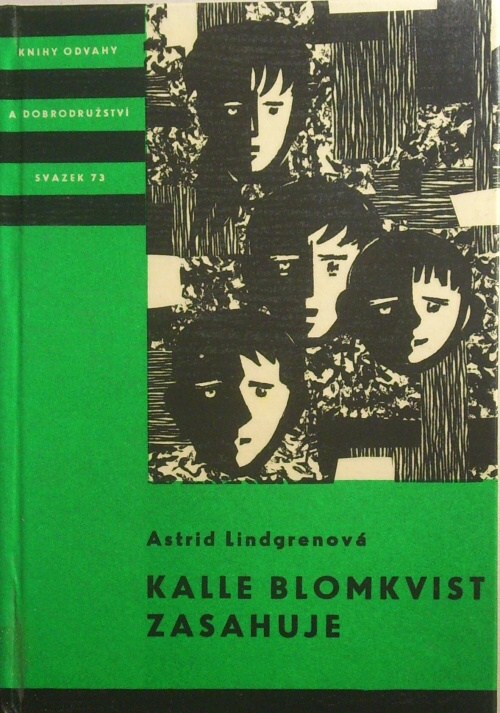 KNIHY ODVAHY
A DOBRODRUŽSTVÍ
SVAZEK 73
Astrid Lindgrenová
KALLE BLOMKVIST
ZASAHUJE